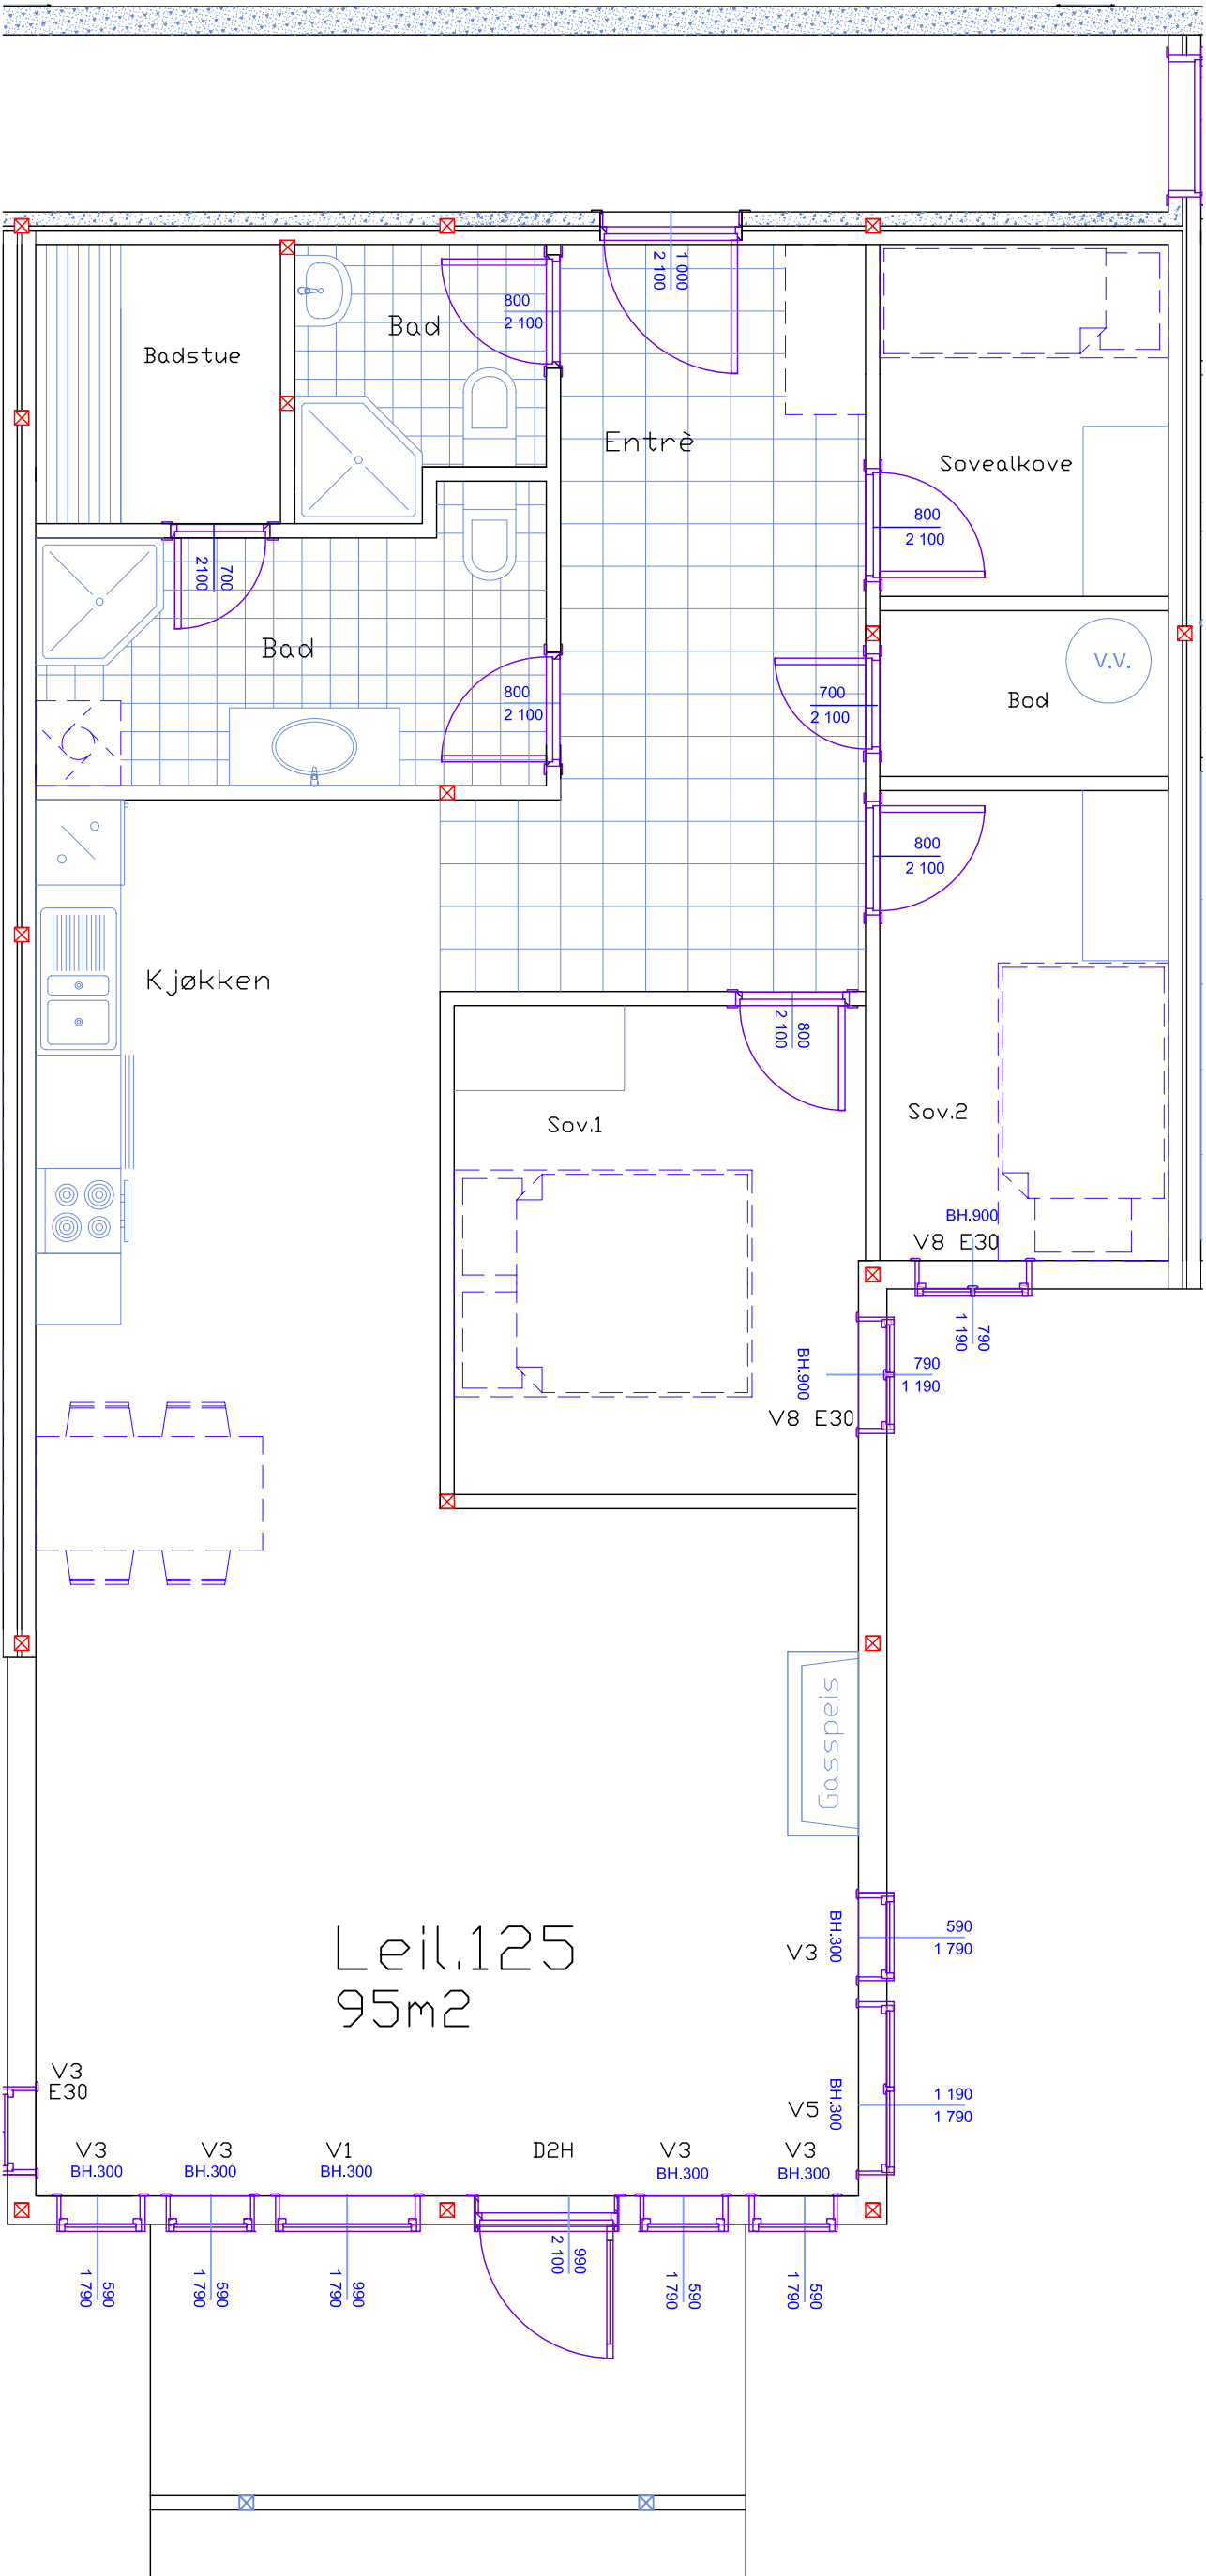 1 000
2 100
Bad
800
2 100
Badstue
Entrè
Sovealkove
800
2 100
700
2100
Bad
800
2 100
V.V.
Bod
700
2 100
800
2 100
Kjøkken
800
2 100
Sov.1
Sov.2
BH.900
V8 E30
790
1 190
BH.900
790
1 190
V8 E30
Gasspeis
Leil.125
95m2
V3
BH.300
590
1 790
V3
E30
V5
BH.300
1 190
1 790
V3
BH.300
V3
BH.300
V1
BH.300
D2H
V3
BH.300
V3
BH.300
590
1 790
590
1 790
990
1 790
990
2 100
590
1 790
590
1 790